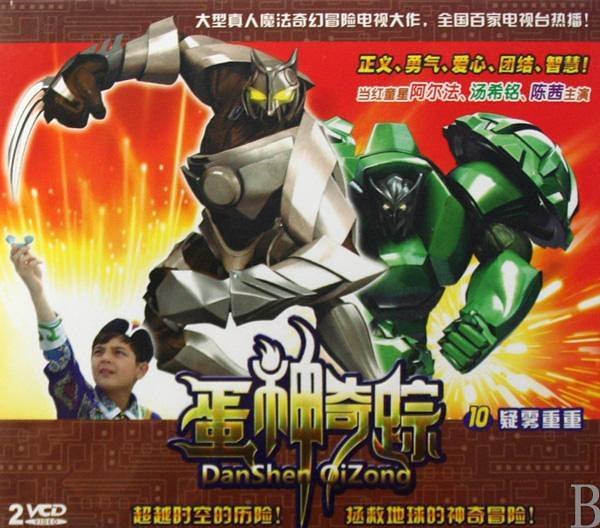 大型真人魔法奇幻冒险电视大作，全国百家电视台热播！
正义、勇气、爱心、团结、智慧！
当红童星阿尔法、汤希铭、陈茜主演
蛋神奇踪
DanShen QiZong
10 疑雾重重
2 VCD
VIDEO
超越时空的历险！ 拯救地球的神奇冒险！
B